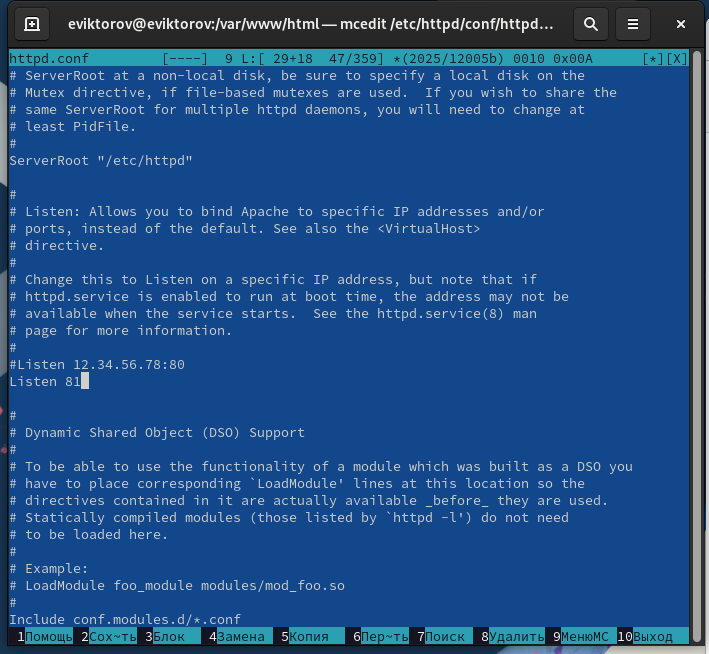 eviktorov@eviktorov:/var/www/html — mcedit /etc/httpd/conf/httpd…
httpd.conf         [----]  9 L:[ 29+18  47/359] *(2025/12005b) 0010 0x00A      [*][X]
# ServerRoot at a non-local disk, be sure to specify a local disk on the
# Mutex directive, if file-based mutexes are used.  If you wish to share the
# same ServerRoot for multiple httpd daemons, you will need to change at
# least PidFile.
#
ServerRoot "/etc/httpd"

#
# Listen: Allows you to bind Apache to specific IP addresses and/or
# ports, instead of the default. See also the <VirtualHost>
# directive.
#
# Change this to Listen on a specific IP address, but note that if
# httpd.service is enabled to run at boot time, the address may not be
# available when the service starts.  See the httpd.service(8) man
# page for more information.
#
#Listen 12.34.56.78:80
Listen 81

#
# Dynamic Shared Object (DSO) Support
#
# To be able to use the functionality of a module which was built as a DSO you
# have to place corresponding `LoadModule' lines at this location so the
# directives contained in it are actually available _before_ they are used.
# Statically compiled modules (those listed by `httpd -l') do not need
# to be loaded here.
#
# Example:
# LoadModule foo_module modules/mod_foo.so
#
Include conf.modules.d/*.conf
1Помощь 2Сох~ть 3Блок 4Замена 5Копия 6Пер~ть 7Поиск 8Удалить 9МенюMC 10Выход